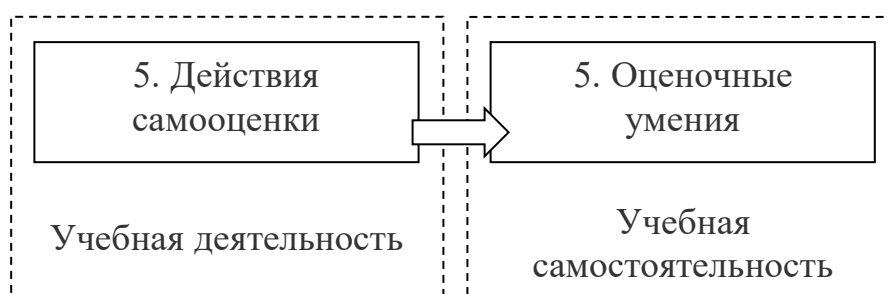 5. Действия
самооценки
5. Оценочные
умения
Учебная деятельность
Учебная
самостоятельность